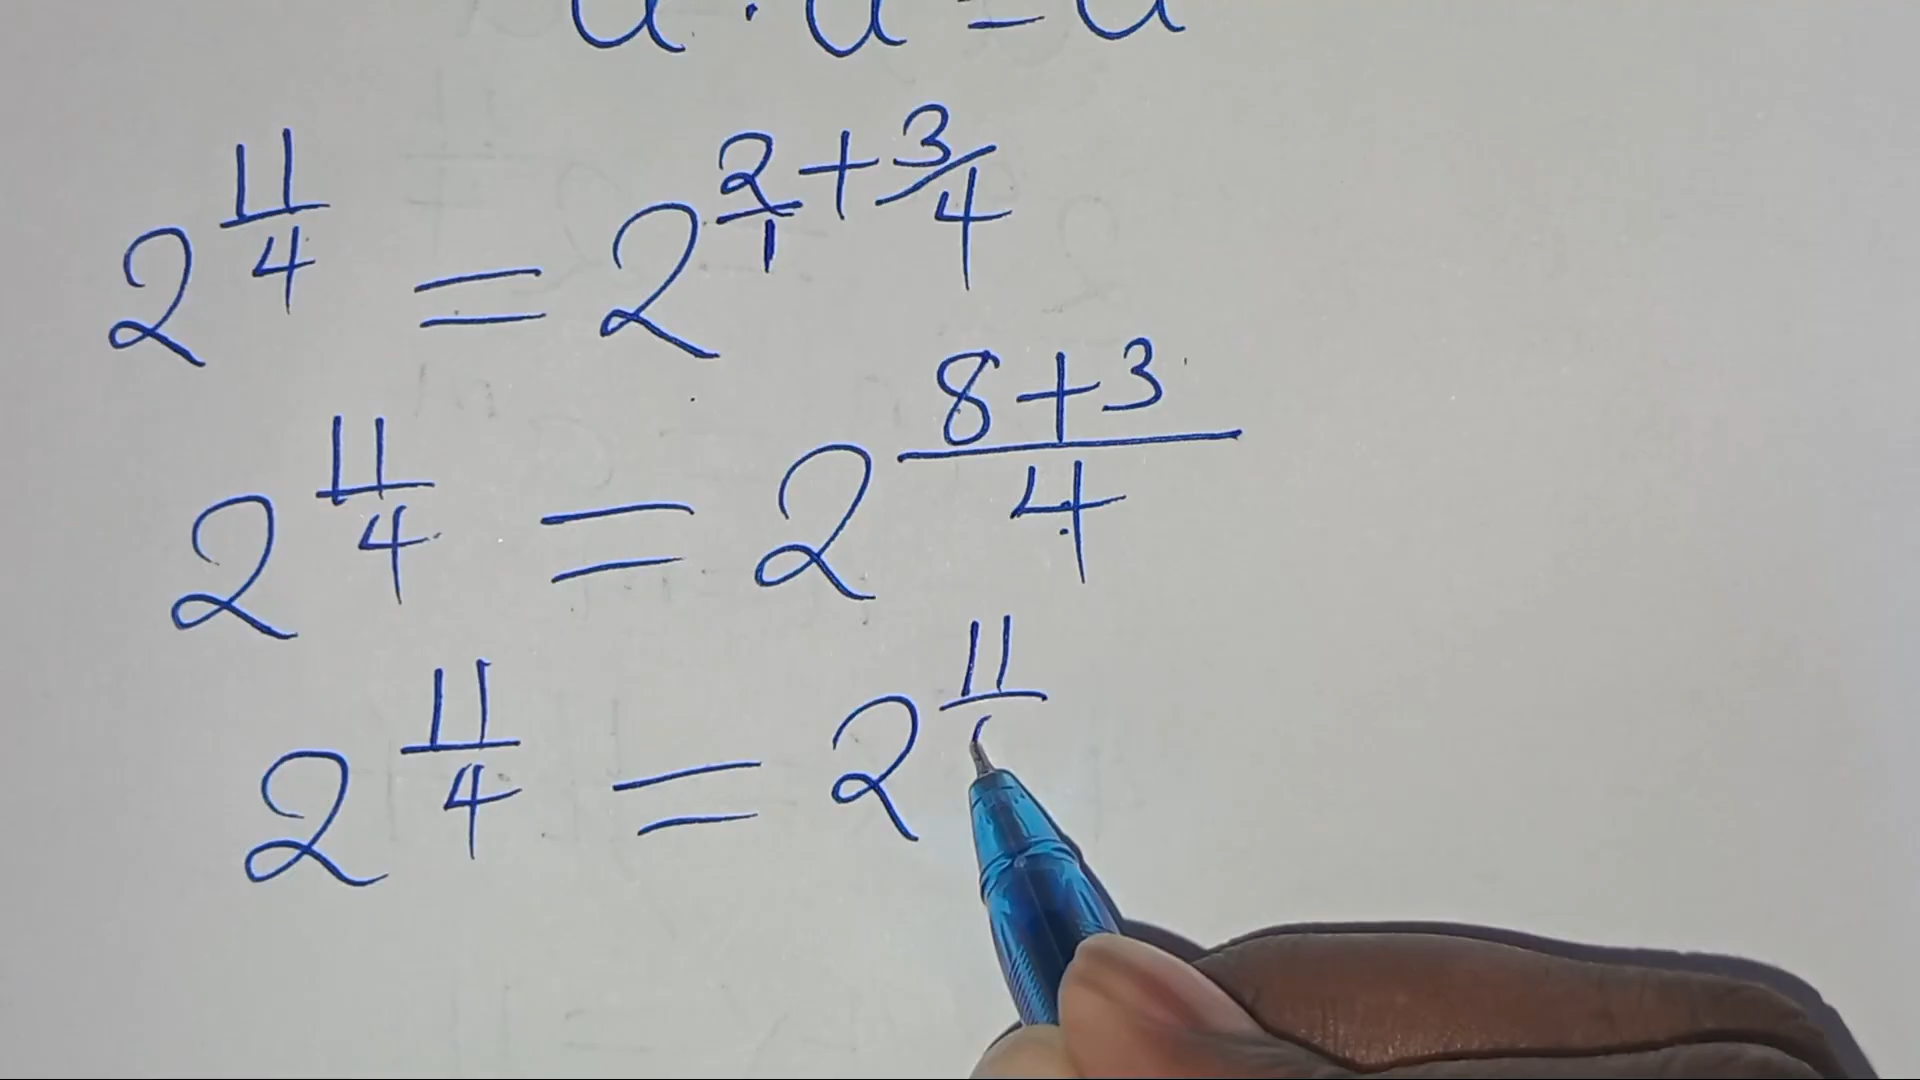 a · a = a
2^(11/4) = 2^(2/1 + 3/4)
2^(11/4) = 2^((8+3)/4)
2^(11/4) = 2^(11/